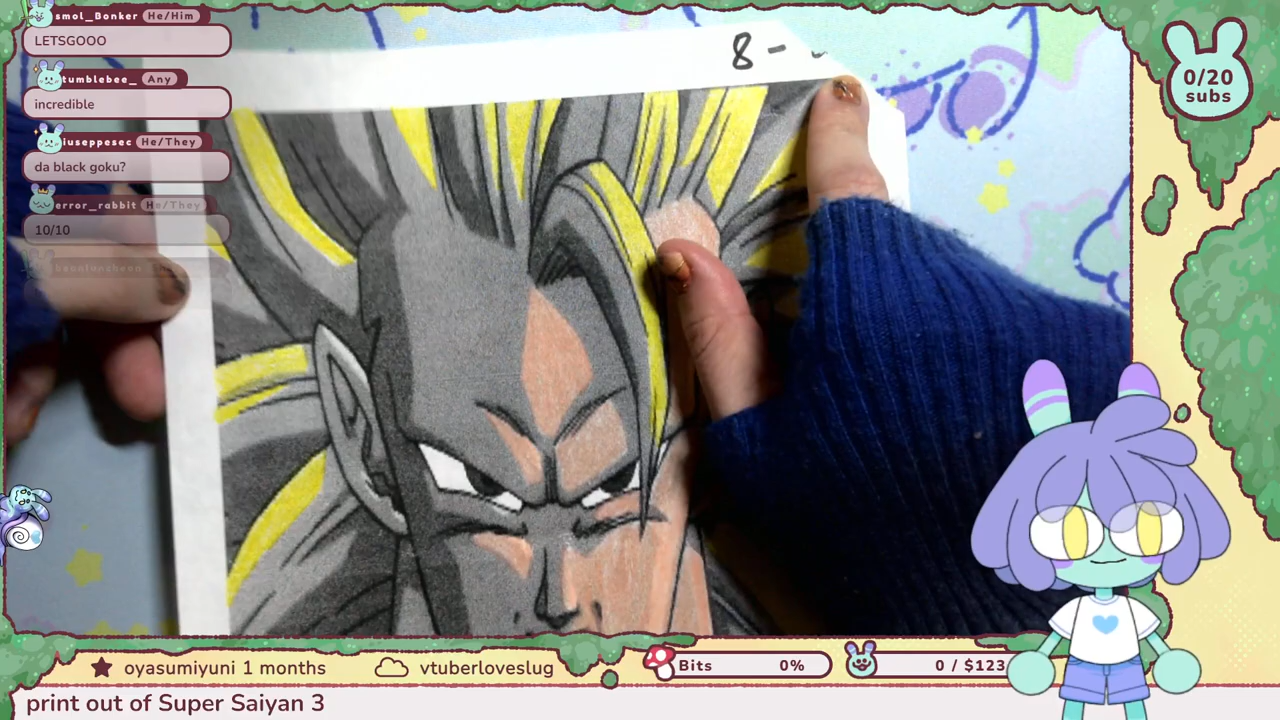 smol_Bonker He/Him
LETSGOOO
tumblebee_ Any
incredible
iuseppesec He/They
da black goku?
error_rabbit He/They
10/10
8 -
0/20
subs
oyasumiyuni 1 months
vtuberloveslug
Bits 0%
0 / $123
print out of Super Saiyan 3